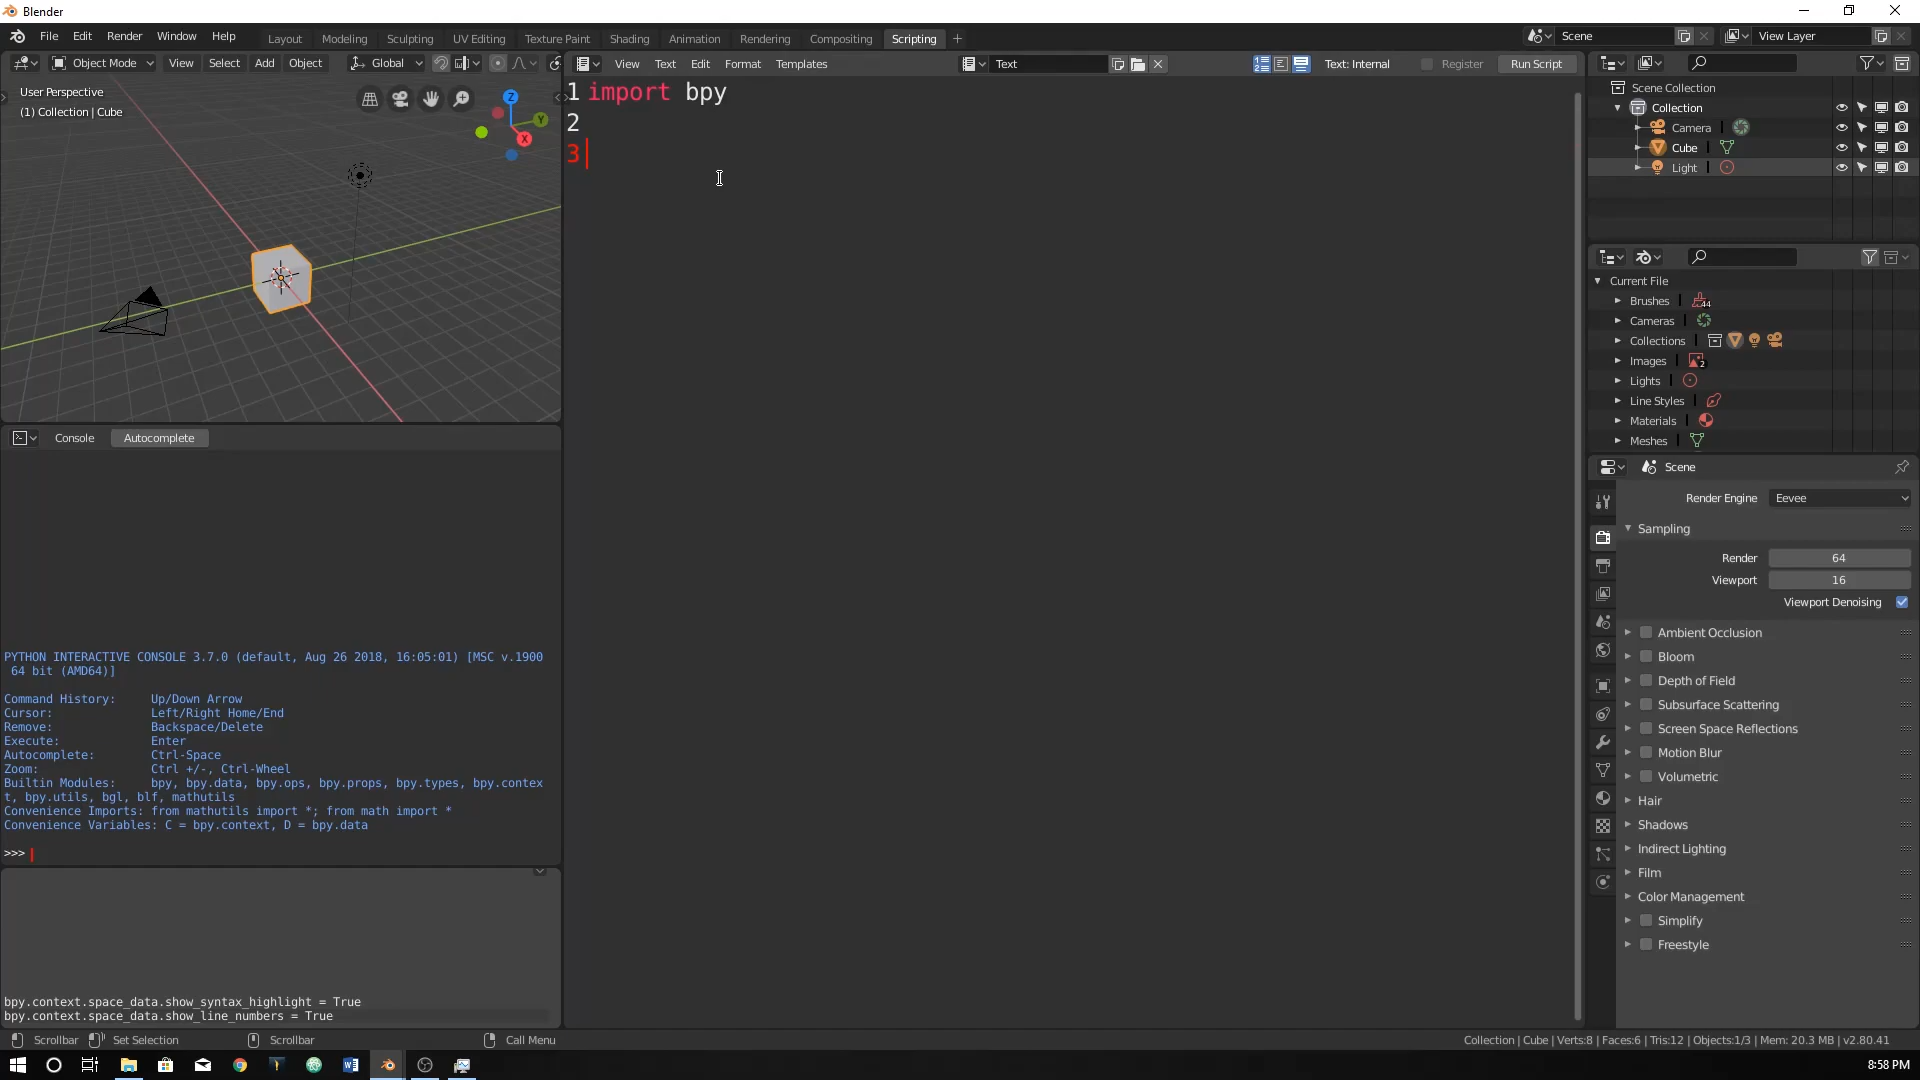 Blender
File Edit Render Window Help Layout Modeling Sculpting UV Editing Texture Paint Shading Animation Rendering Compositing Scripting + Scene View Layer
Object Mode View Select Add Object Global
User Perspective
(1) Collection | Cube
Z
Y
X
View Text Edit Format Templates Text Text: Internal Register Run Script
1 import bpy
2
3
Scene Collection
Collection
Camera
Cube
Light
Current File
Brushes 44
Cameras
Collections
Images 2
Lights
Line Styles
Materials
Meshes
Console Autocomplete
PYTHON INTERACTIVE CONSOLE 3.7.0 (default, Aug 26 2018, 16:05:01) [MSC v.1900
64 bit (AMD64)]
Command History: Up/Down Arrow
Cursor: Left/Right Home/End
Remove: Backspace/Delete
Execute: Enter
Autocomplete: Ctrl-Space
Zoom: Ctrl +/-, Ctrl-Wheel
Builtin Modules: bpy, bpy.data, bpy.ops, bpy.props, bpy.types, bpy.contex
t, bpy.utils, bgl, blf, mathutils
Convenience Imports: from mathutils import *; from math import *
Convenience Variables: C = bpy.context, D = bpy.data
>>>
bpy.context.space_data.show_syntax_highlight = True
bpy.context.space_data.show_line_numbers = True
Scene
Render Engine Eevee
Sampling
Render 64
Viewport 16
Viewport Denoising
Ambient Occlusion
Bloom
Depth of Field
Subsurface Scattering
Screen Space Reflections
Motion Blur
Volumetric
Hair
Shadows
Indirect Lighting
Film
Color Management
Simplify
Freestyle
Scrollbar Set Selection Scrollbar Call Menu Collection | Cube | Verts:8 | Faces:6 | Tris:12 | Objects:1/3 | Mem: 20.3 MB | v2.80.41
8:58 PM